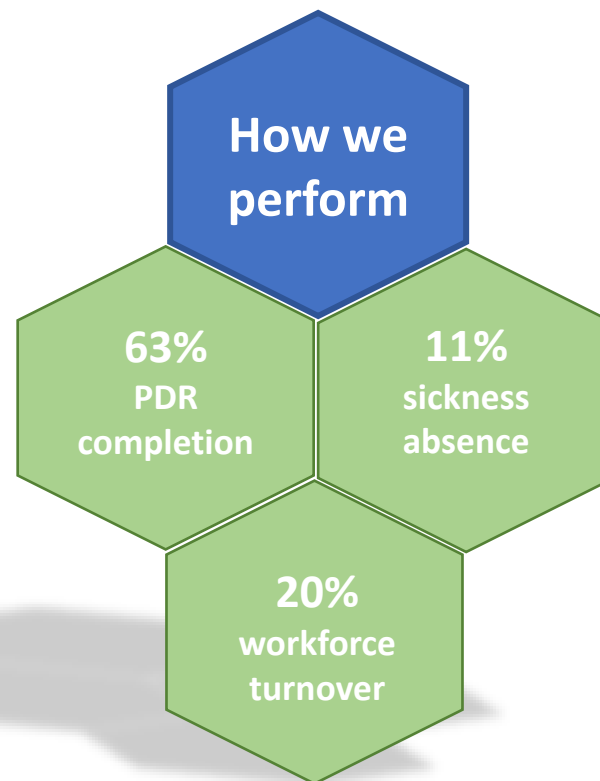 How we
perform
63%
PDR
completion
11%
sickness
absence
20%
workforce
turnover